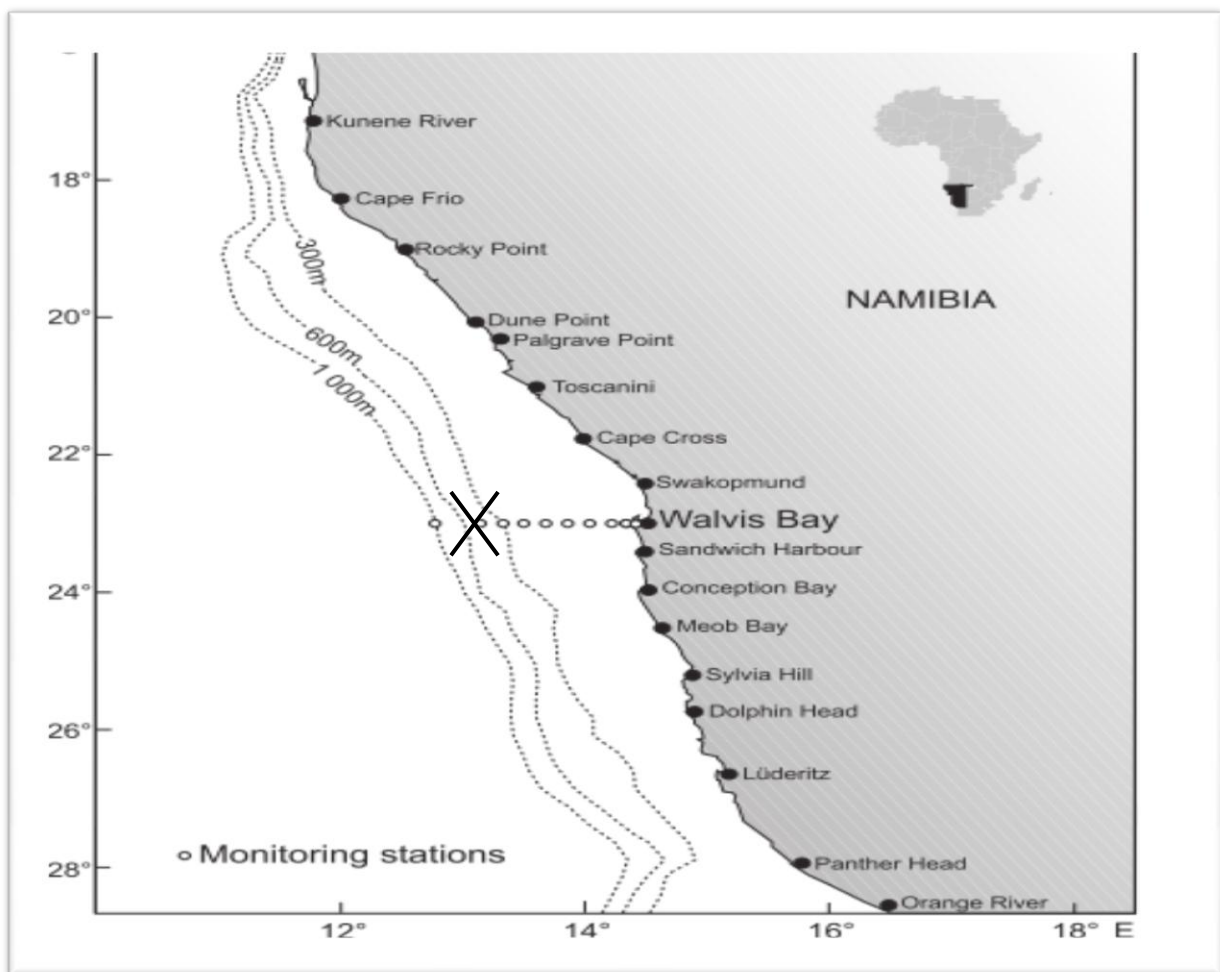 Kunene River
18°
Cape Frio
300m
Rocky Point
NAMIBIA
20°
Dune Point
600m
Palgrave Point
1 000m
Toscanini
Cape Cross
22°
Swakopmund
Walvis Bay
Sandwich Harbour
24°
Conception Bay
Meob Bay
Sylvia Hill
Dolphin Head
26°
Lüderitz
Monitoring stations
Panther Head
28°
Orange River
12°
14°
16°
18° E